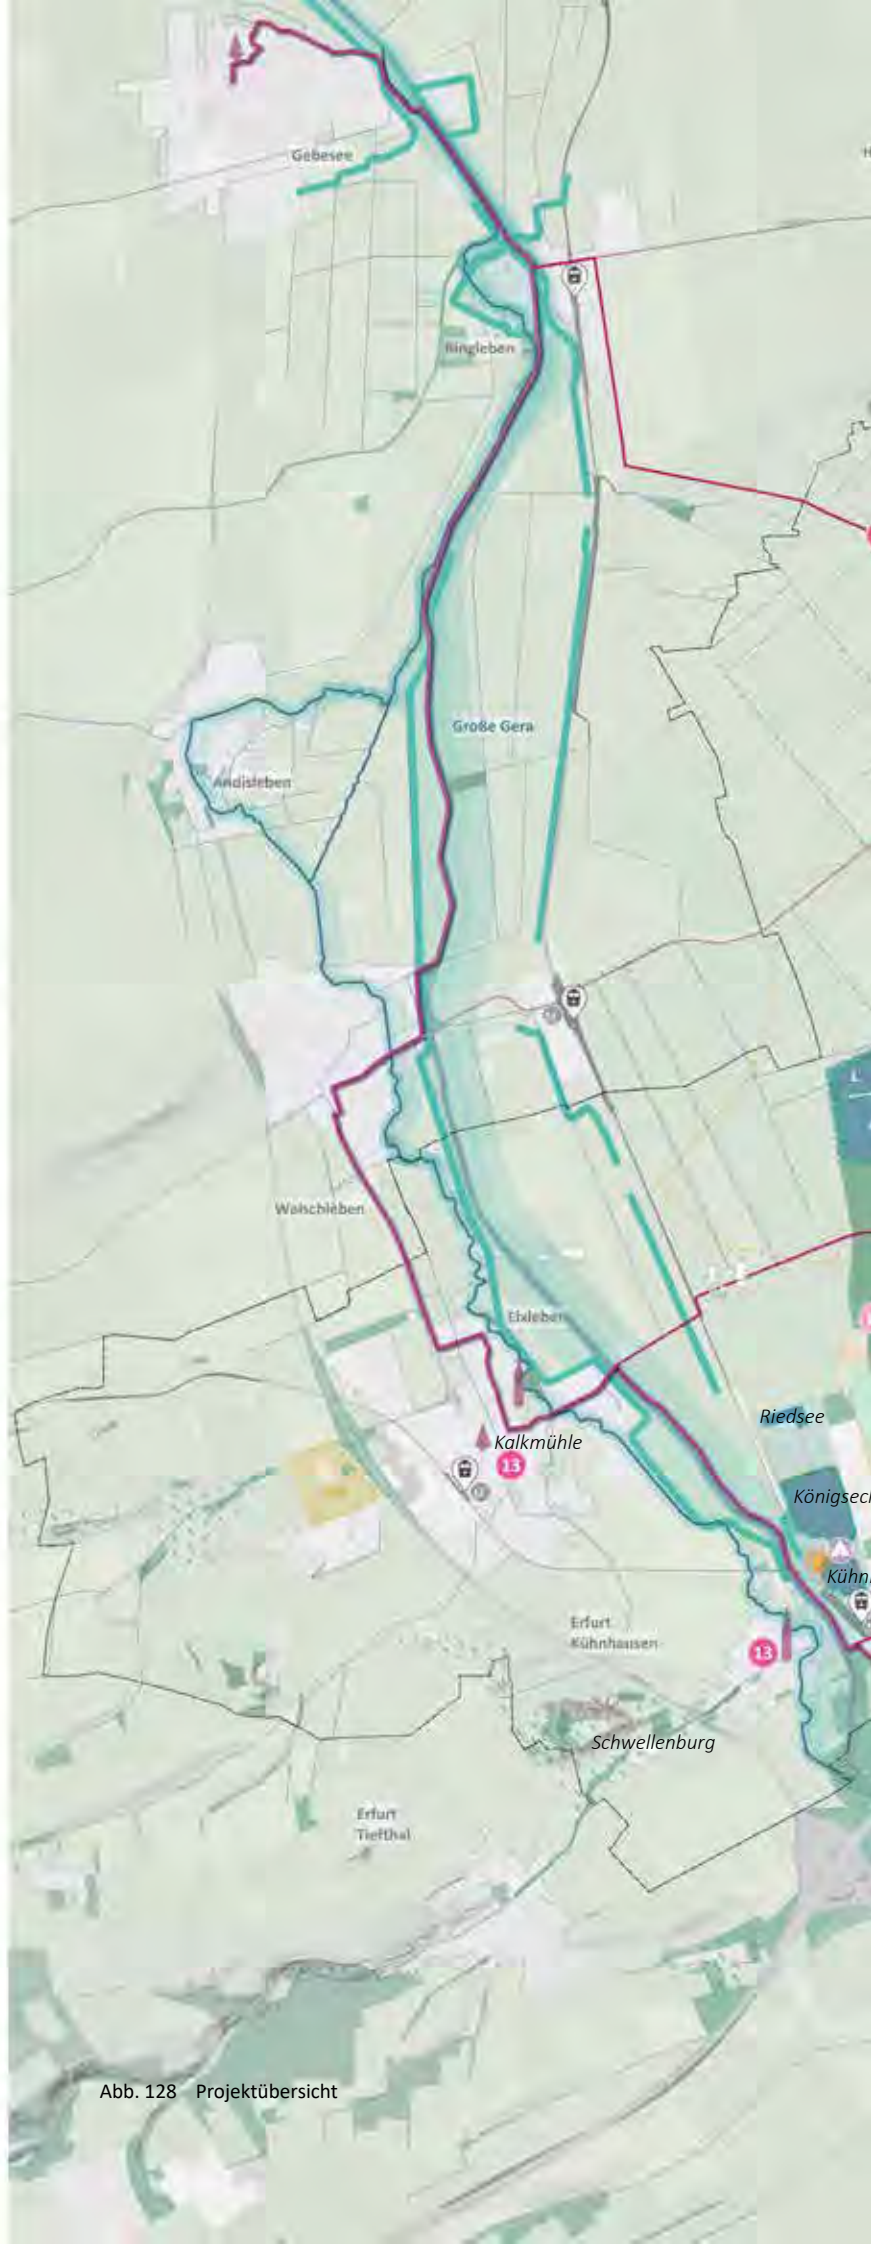 Gebesee
H
Ringleben
Große Gera
Andisleben
Walschleben
Elxleben
Riedsee
Kalkmühle
13
Königsec
Kühn
Erfurt
Kühnhausen
13
Schwellenburg
Erfurt
Tiefthal
Abb. 128 Projektübersicht